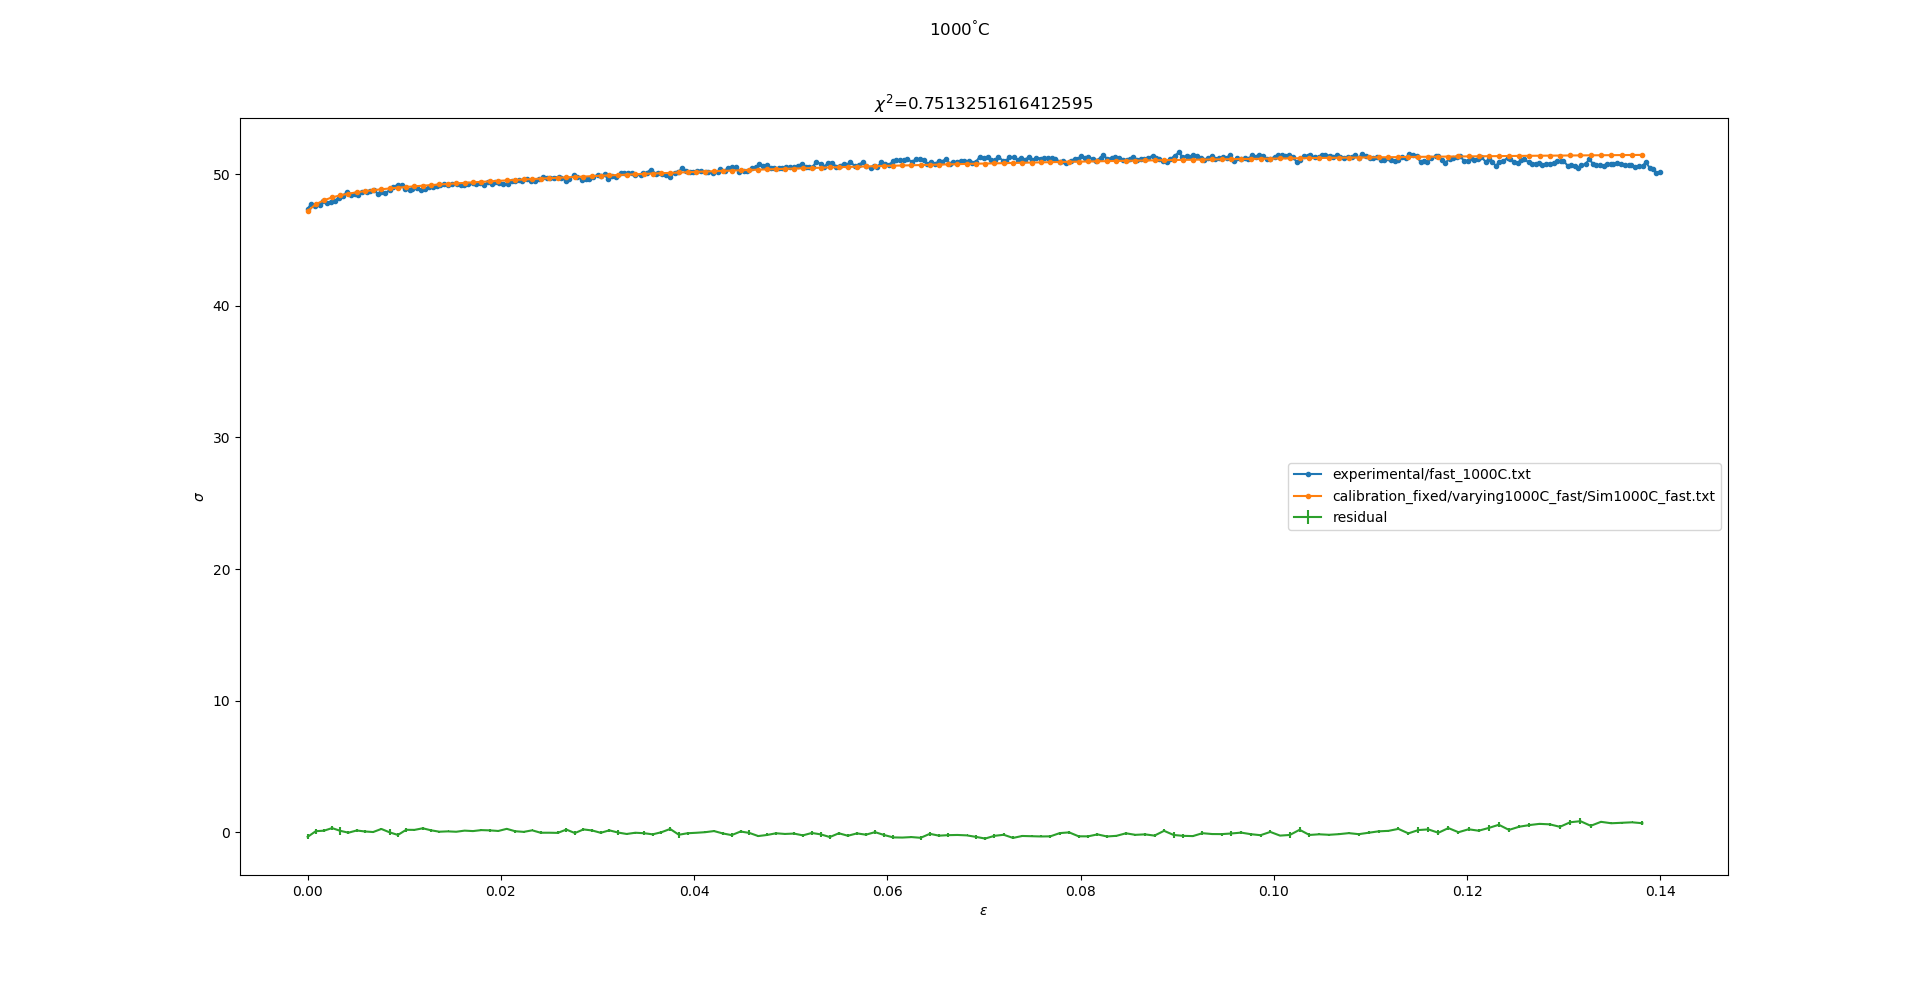 1000°C
χ²=0.7513251616412595
50
40
30
20
10
0
σ
experimental/fast_1000C.txt
calibration_fixed/varying1000C_fast/Sim1000C_fast.txt
residual
0.00 0.02 0.04 0.06 0.08 0.10 0.12 0.14
ε